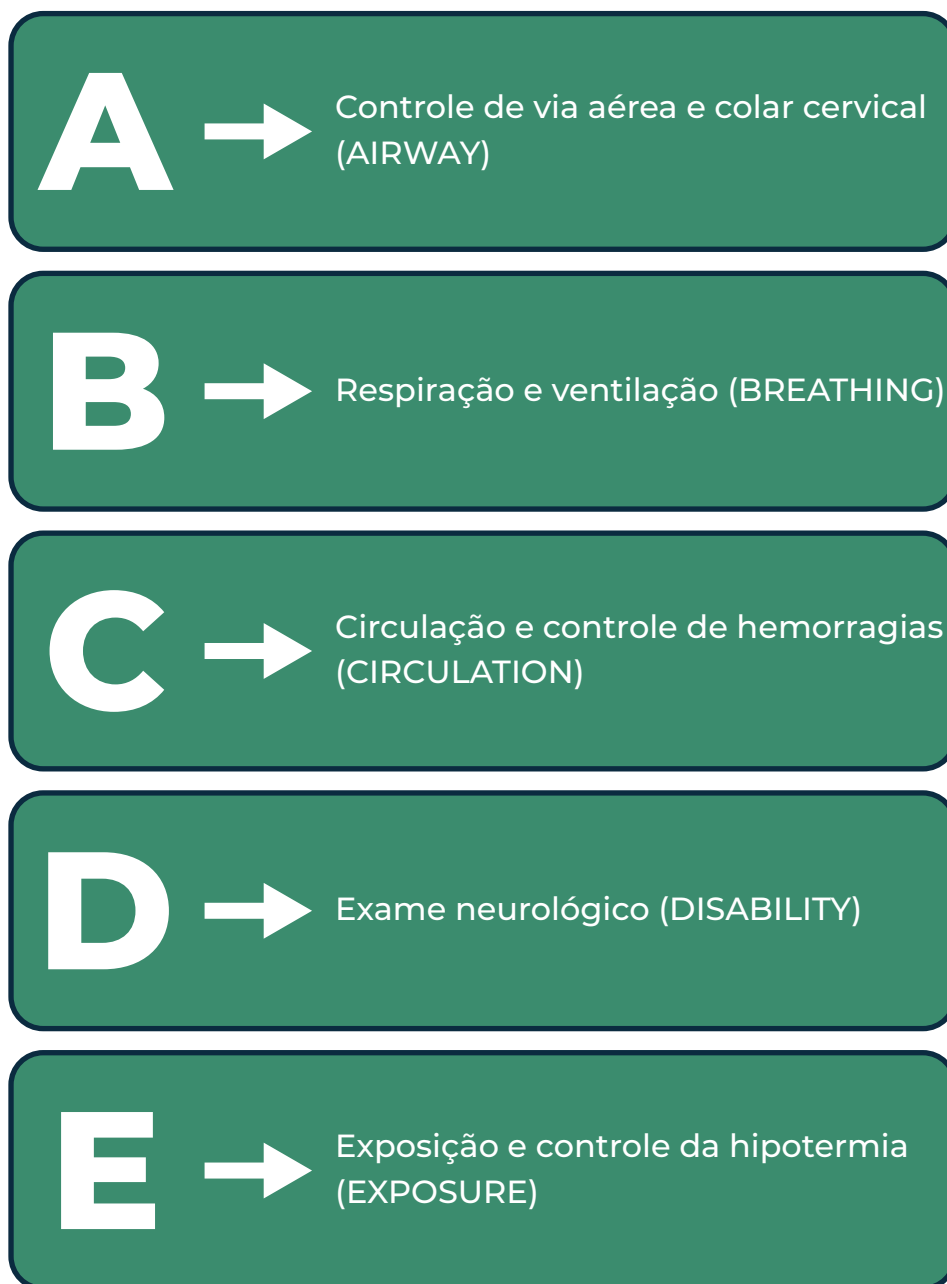 A
Controle de via aérea e colar cervical
(AIRWAY)
B
Respiração e ventilação (BREATHING)
C
Circulação e controle de hemorragias
(CIRCULATION)
D
Exame neurológico (DISABILITY)
E
Exposição e controle da hipotermia
(EXPOSURE)